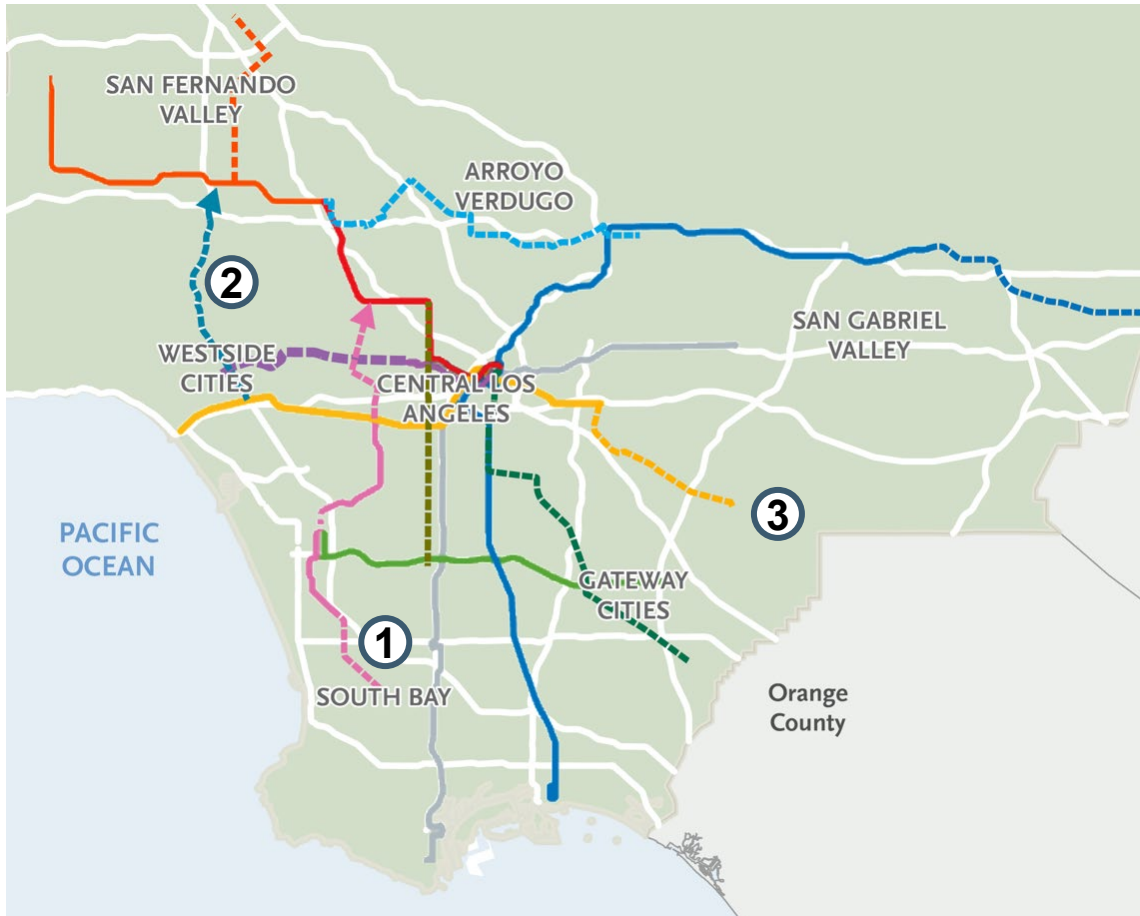 SAN FERNANDO
VALLEY
ARROYO
VERDUGO
2
WESTSIDE
CITIES
SAN GABRIEL
VALLEY
CENTRAL LOS
ANGELES
3
PACIFIC
OCEAN
GATEWAY
CITIES
1
SOUTH BAY
Orange
County